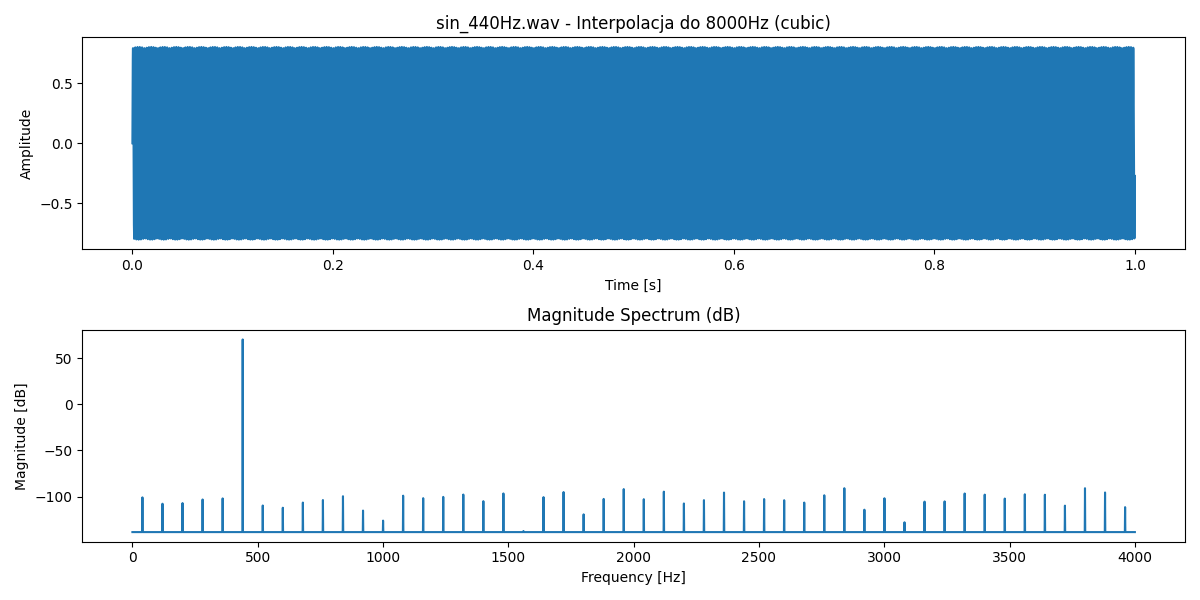 sin_440Hz.wav - Interpolacja do 8000Hz (cubic)
Amplitude
0.5
0.0
−0.5
0.0 0.2 0.4 0.6 0.8 1.0
Time [s]
Magnitude Spectrum (dB)
Magnitude [dB]
50
0
−50
−100
0 500 1000 1500 2000 2500 3000 3500 4000
Frequency [Hz]